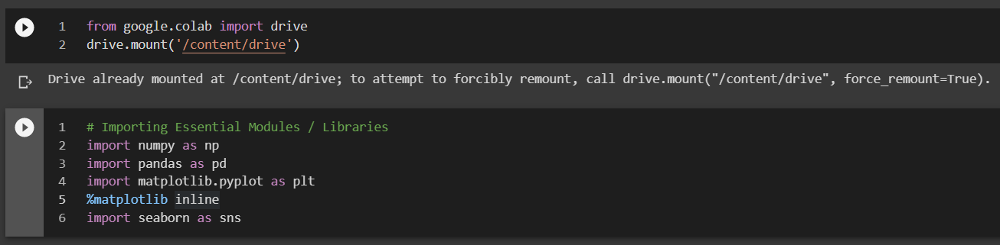 1 from google.colab import drive
2 drive.mount('/content/drive')
Drive already mounted at /content/drive; to attempt to forcibly remount, call drive.mount("/content/drive", force_remount=True).
1 # Importing Essential Modules / Libraries
2 import numpy as np
3 import pandas as pd
4 import matplotlib.pyplot as plt
5 %matplotlib inline
6 import seaborn as sns